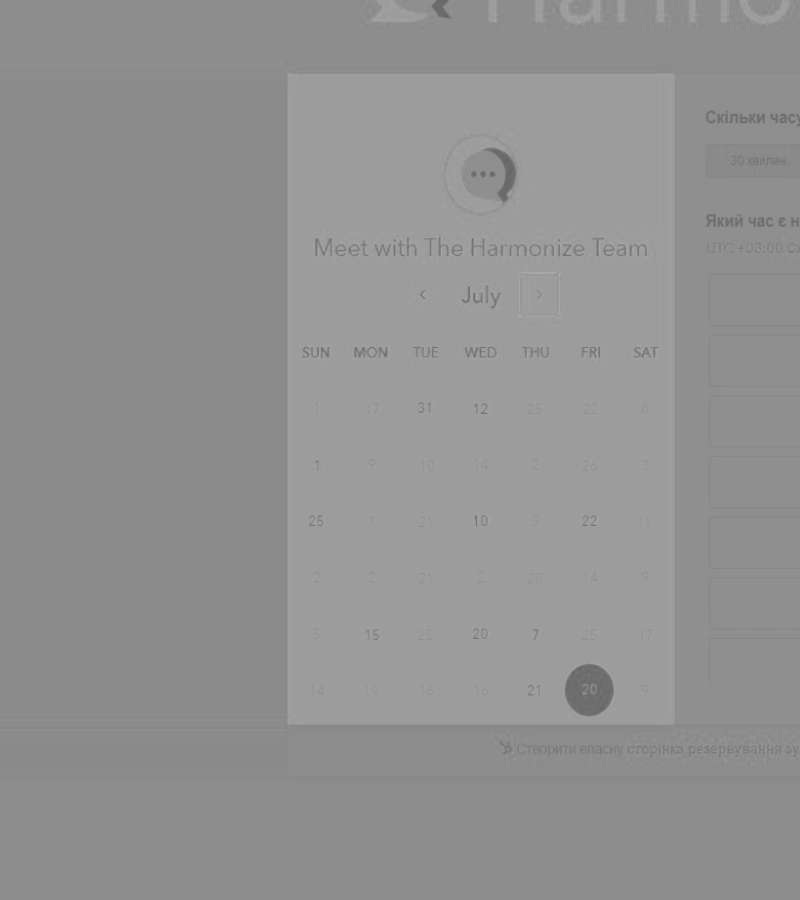 Harmo
Meet with The Harmonize Team
July
SUN MON TUE WED THU FRI SAT
1 17 31 12 25 22 8
1 9 10 14 2 26 3
25 1 21 10 9 22 19
2 2 21 2 28 14 9
5 15 25 20 7 25 17
14 19 16 16 21 20 9
Скільки часу
30 хвилин
Який час є н
UTC +03:00
Створити власну сторінка резервування зу